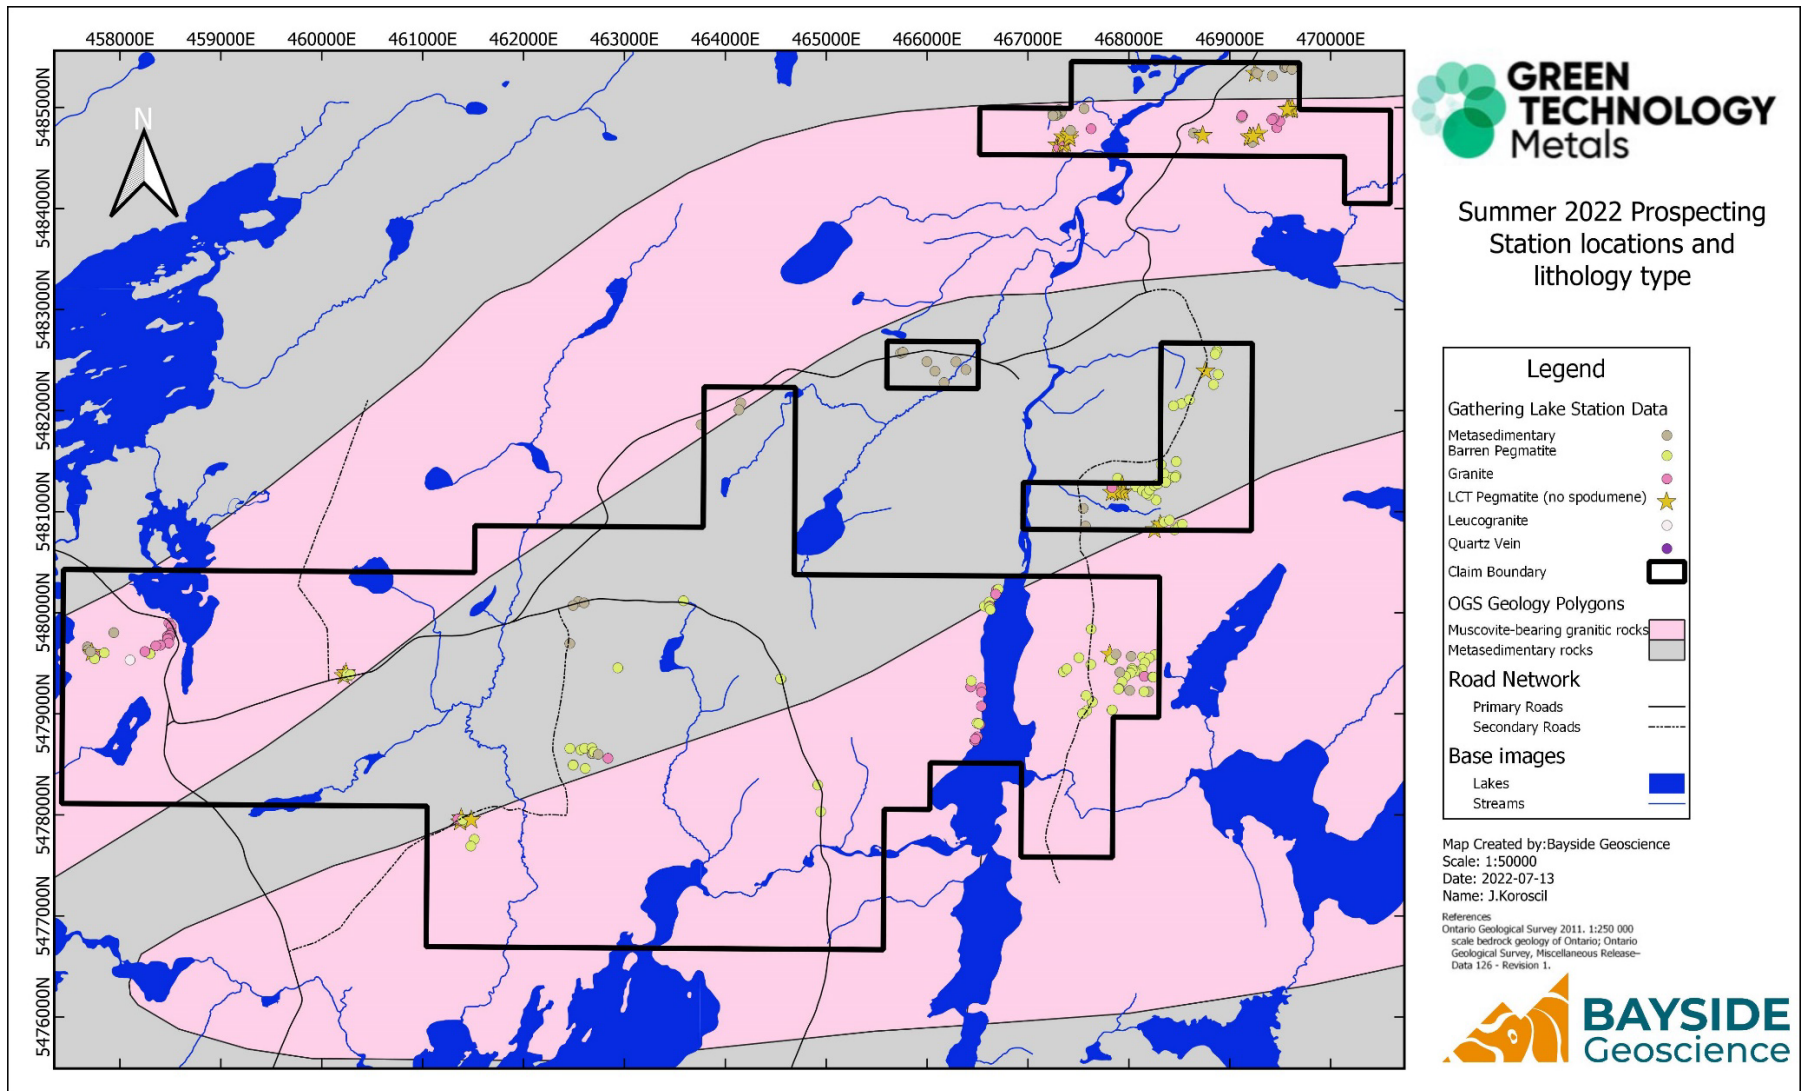 458000E 459000E 460000E 461000E 462000E 463000E 464000E 465000E 466000E 467000E 468000E 469000E 470000E
5485000N
5484000N
5483000N
5482000N
5481000N
5480000N
5479000N
5478000N
5477000N
5476000N
N
GREEN
TECHNOLOGY
Metals
Summer 2022 Prospecting
Station locations and
lithology type
Legend
Gathering Lake Station Data
Metasedimentary
Barren Pegmatite
Granite
LCT Pegmatite (no spodumene)
Leucogranite
Quartz Vein
Claim Boundary
OGS Geology Polygons
Muscovite-bearing granitic rocks
Metasedimentary rocks
Road Network
Primary Roads
Secondary Roads
Base images
Lakes
Streams
Map Created by:Bayside Geoscience
Scale: 1:50000
Date: 2022-07-13
Name: J.Koroscil
References
Ontario Geological Survey 2011. 1:250 000
scale bedrock geology of Ontario; Ontario
Geological Survey, Miscellaneous Release–
Data 126 - Revision 1.
BAYSIDE
Geoscience